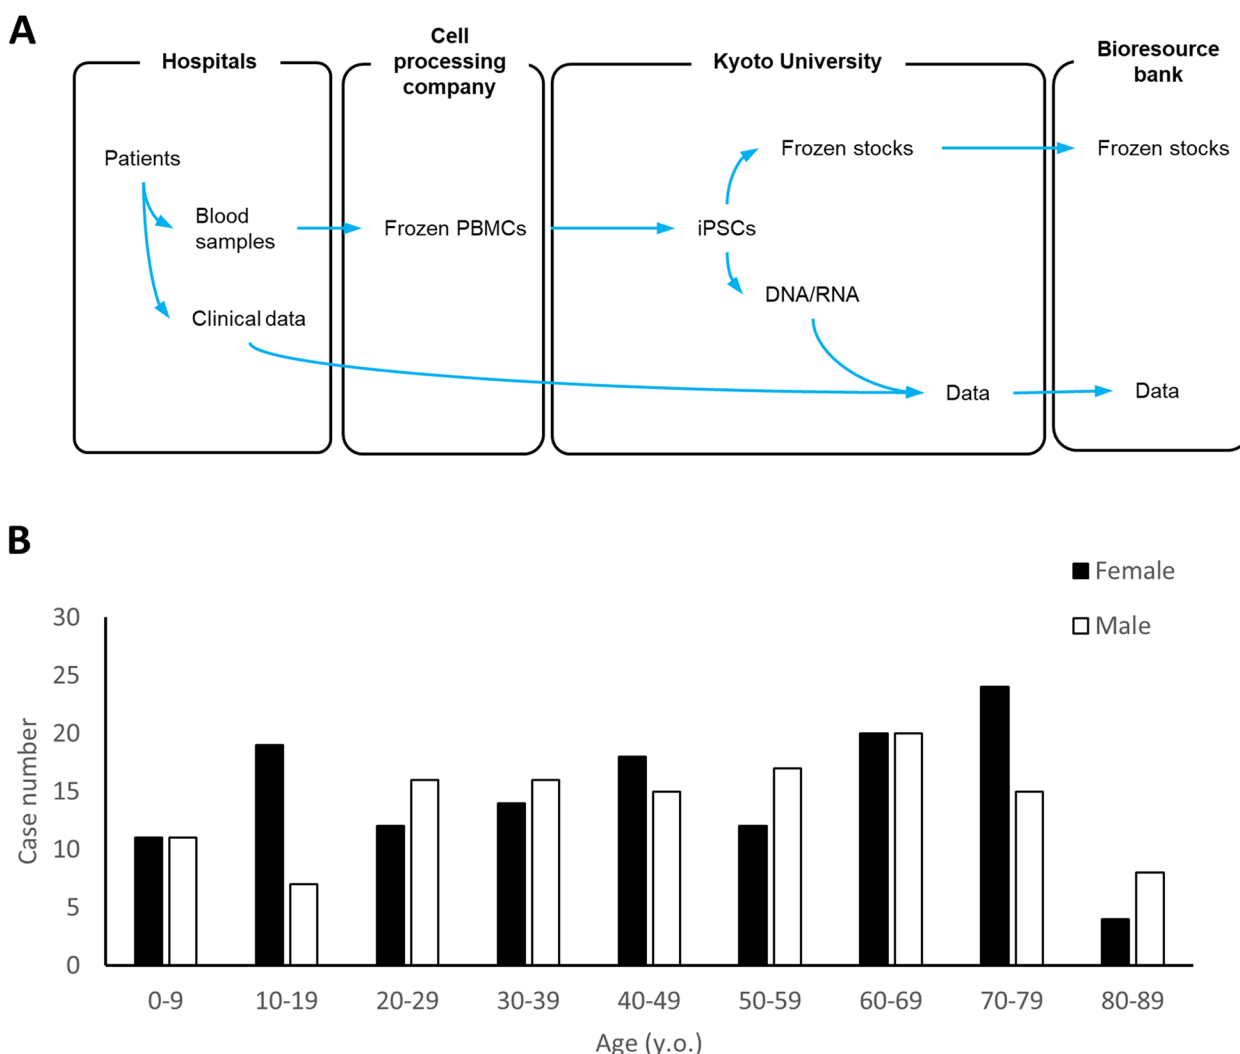 A
Hospitals
Cell
processing
company
Kyoto University
Bioresource
bank
Patients
Blood
samples
Clinical data
Frozen PBMCs
iPSCs
Frozen stocks
DNA/RNA
Data
Frozen stocks
Data
B
Female
Male
30
25
20
15
10
5
0
Case number
0-9 10-19 20-29 30-39 40-49 50-59 60-69 70-79 80-89
Age (y.o.)